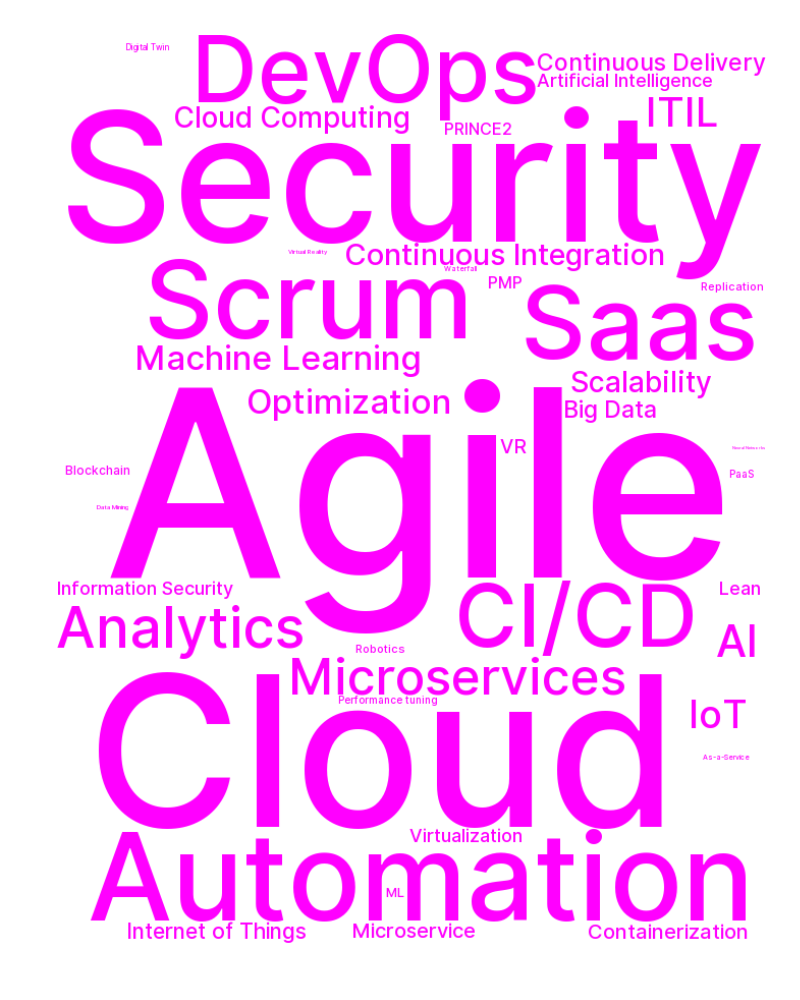 Digital Twin
DevOps
Continuous Delivery
Artificial Intelligence
ITIL
Cloud Computing
PRINCE2
Security
Virtual Reality
Continuous Integration
Waterfall
PMP
Replication
Scrum
Saas
Machine Learning
Scalability
Optimization
Big Data
Agile
VR
Blockchain
PaaS
Data Mining
Information Security
CI/CD
Lean
Analytics
AI
Robotics
Microservices
Performance tuning
IoT
Cloud
As-a-Service
Virtualization
Automation
ML
Internet of Things
Microservice
Containerization